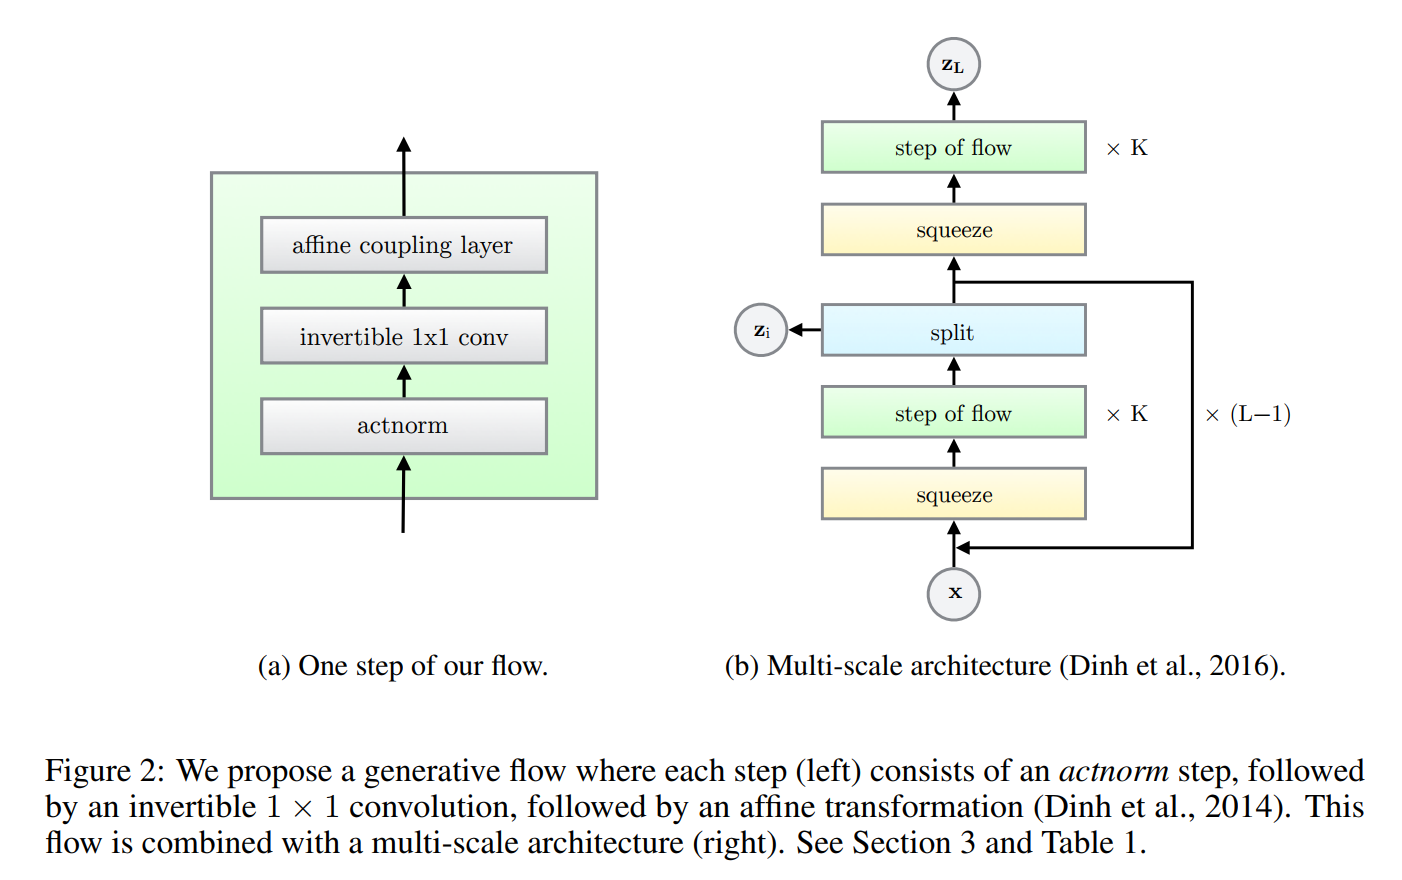 affine coupling layer
invertible 1x1 conv
actnorm
(a) One step of our flow.
z_L
step of flow × K
squeeze
z_i split
step of flow × K × (L−1)
squeeze
x
(b) Multi-scale architecture (Dinh et al., 2016).
Figure 2: We propose a generative flow where each step (left) consists of an actnorm step, followed
by an invertible 1 × 1 convolution, followed by an affine transformation (Dinh et al., 2014). This
flow is combined with a multi-scale architecture (right). See Section 3 and Table 1.